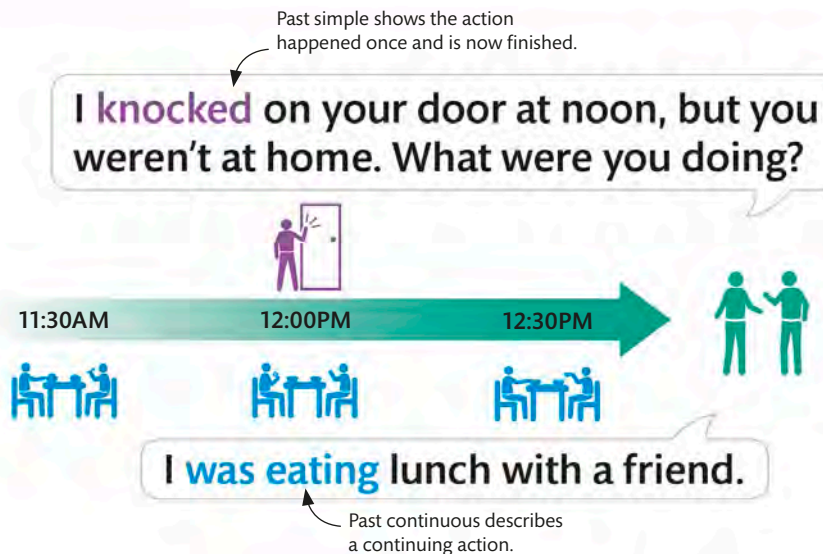 Past simple shows the action
happened once and is now finished.
I knocked on your door at noon, but you
weren't at home. What were you doing?
11:30AM 12:00PM 12:30PM
I was eating lunch with a friend.
Past continuous describes
a continuing action.